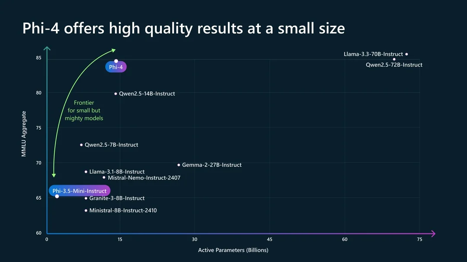 Phi-4 offers high quality results at a small size
85
Llama-3.3-70B-Instruct
Phi-4
Qwen2.5-72B-Instruct
80
Qwen2.5-14B-Instruct
Frontier
for small but
mighty models
MMLU Aggregate
75
Qwen2.5-7B-Instruct
70
Gemma-2-27B-Instruct
Llama-3.1-8B-Instruct
Mistral-Nemo-Instruct-2407
Phi-3.5-Mini-Instruct
65
Granite-3-8B-Instruct
Ministral-8B-Instruct-2410
60
0 15 30 45 60 75
Active Parameters (Billions)